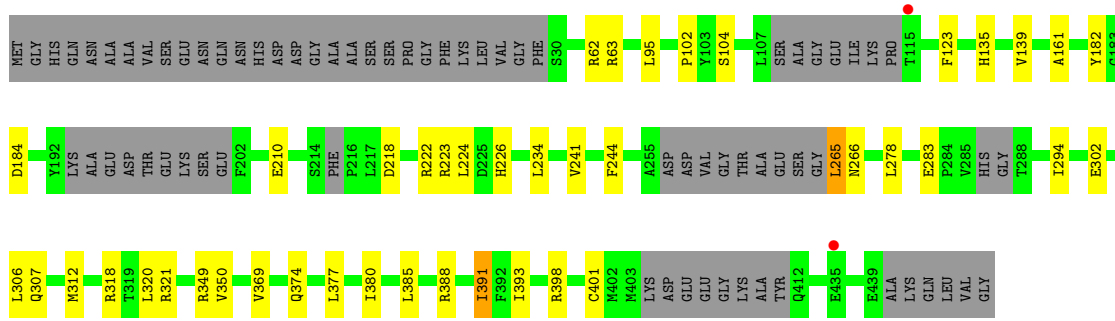 MET GLY HIS GLN ASN ALA ALA VAL SER GLU ASN GLN ASN HIS ASP ASP GLY ALA ALA SER SER PRO GLY PHE LYS LEU VAL GLY PHE S30 R62 R63 L95 P102 Y103 S104 L107 SER ALA GLY GLU ILE LYS PRO T115 F123 H135 V139 A161 Y182 C183
D184 Y192 LYS ALA GLU ASP THR GLU LYS SER GLU F202 E210 S214 PHE P216 L217 D218 R222 R223 L224 D225 H226 L234 V241 F244 A255 ASP ASP VAL GLY THR ALA GLU SER GLY L265 N266 L278 E283 P284 V285 HIS GLY T288 I294 E302
L306 Q307 M312 R318 T319 L320 R321 R349 V350 V369 Q374 L377 I380 L385 R388 I391 F392 I393 R398 C401 M402 M403 LYS ASP GLU GLU GLY LYS ALA TYR Q412 E435 E439 ALA LYS GLN LEU VAL GLY